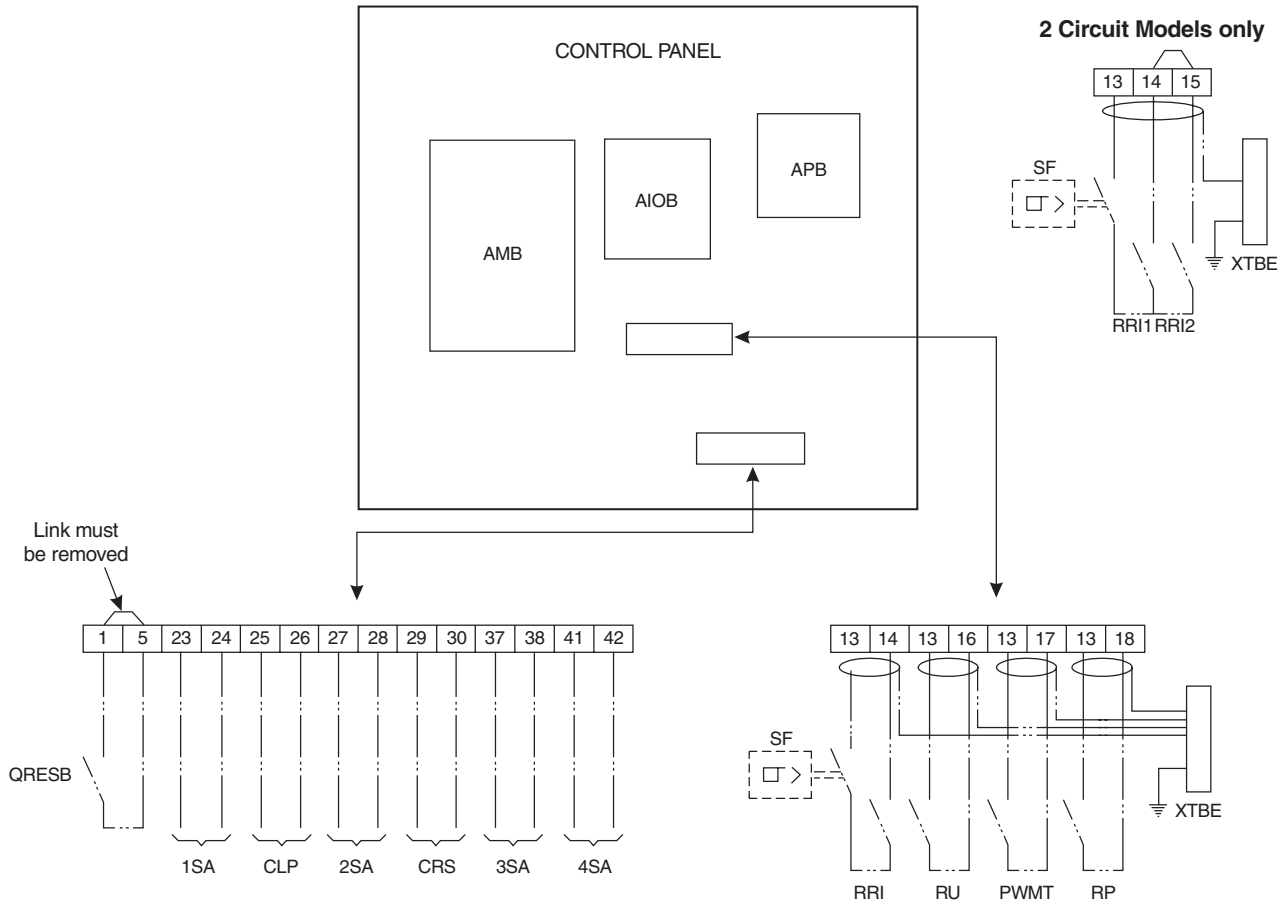 CONTROL PANEL
2 Circuit Models only
13 14 15
SF
XTBE
RRI1 RRI2
AMB
AIOB
APB
Link must
be removed
1 5 23 24 25 26 27 28 29 30 37 38 41 42
QRESB
1SA CLP 2SA CRS 3SA 4SA
13 14 13 16 13 17 13 18
SF
XTBE
RRI RU PWMT RP